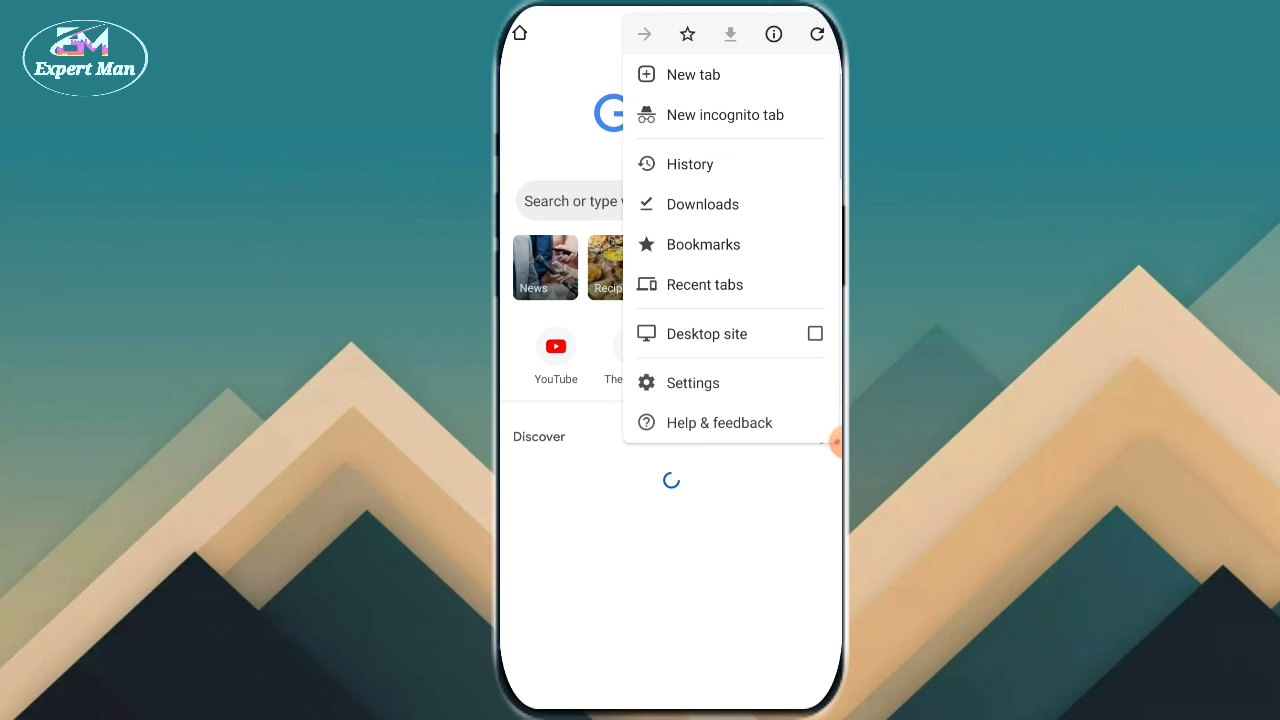 EM
Expert Man
New tab
New incognito tab
History
Downloads
Bookmarks
Recent tabs
Desktop site
Settings
Help & feedback
Search or type
News
Recip
YouTube
The
Discover